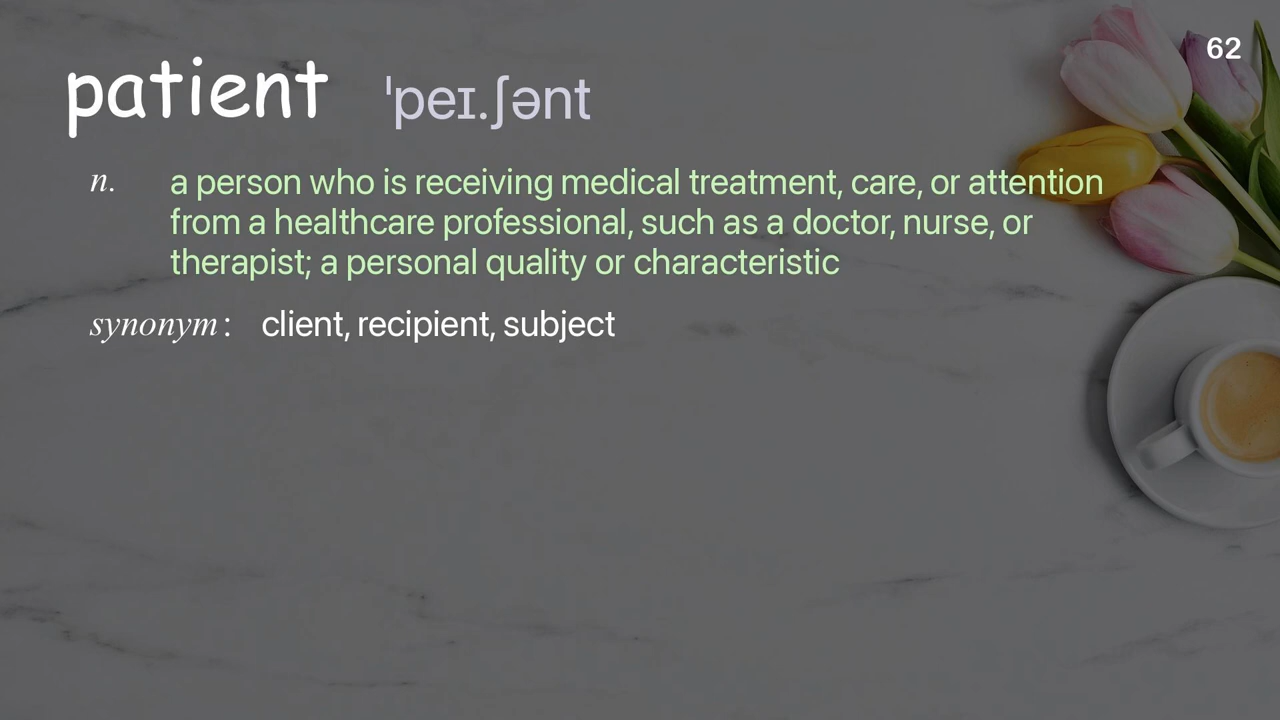 62
patient ˈpeɪ.ʃənt
n. a person who is receiving medical treatment, care, or attention
from a healthcare professional, such as a doctor, nurse, or
therapist; a personal quality or characteristic
synonym: client, recipient, subject